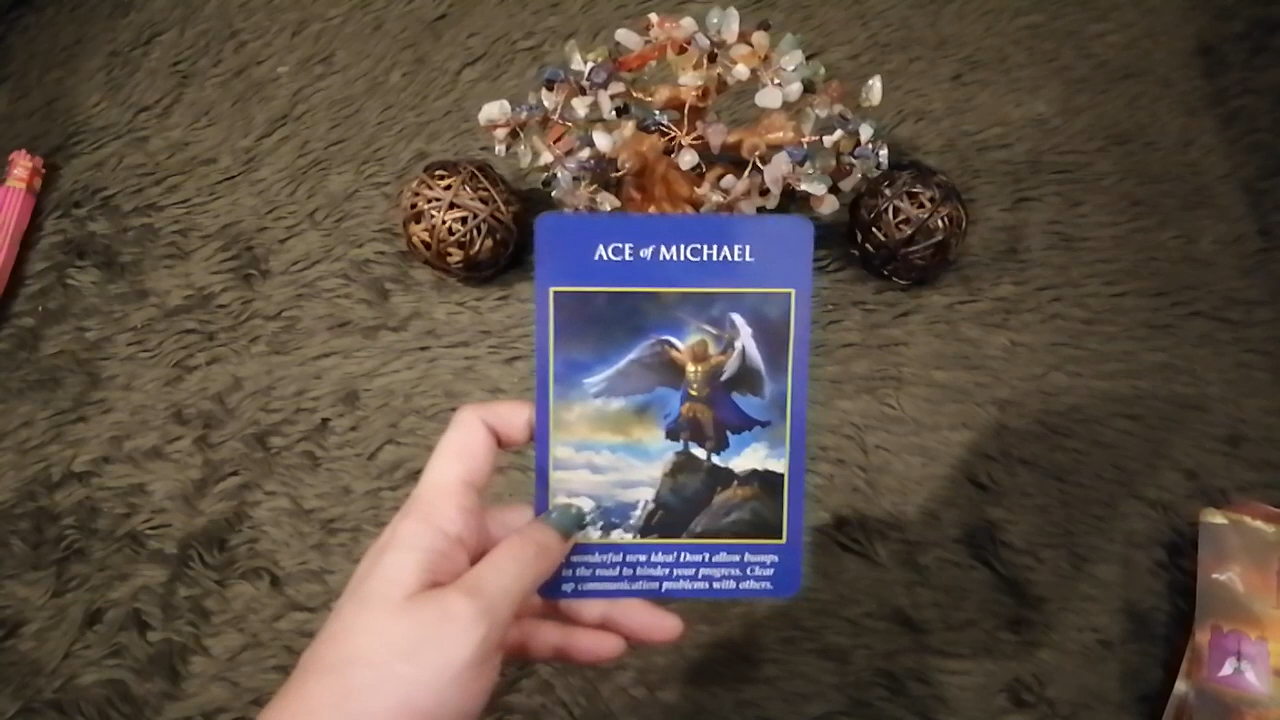 ACE of MICHAEL
wonderful new idea! Don't allow bumps
in the road to hinder your progress. Clear
up communication problems with others.